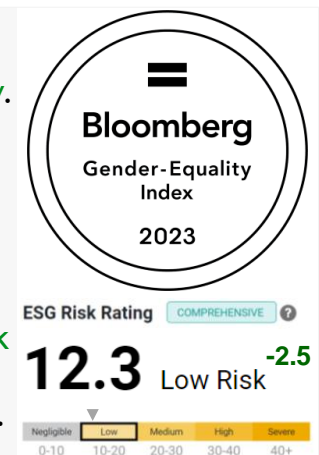 y.
Bloomberg
Gender-Equality
Index
2023
ESG Risk Rating COMPREHENSIVE ?
k
12.3 Low Risk -2.5
.
Negligible Low Medium High Severe
0-10 10-20 20-30 30-40 40+